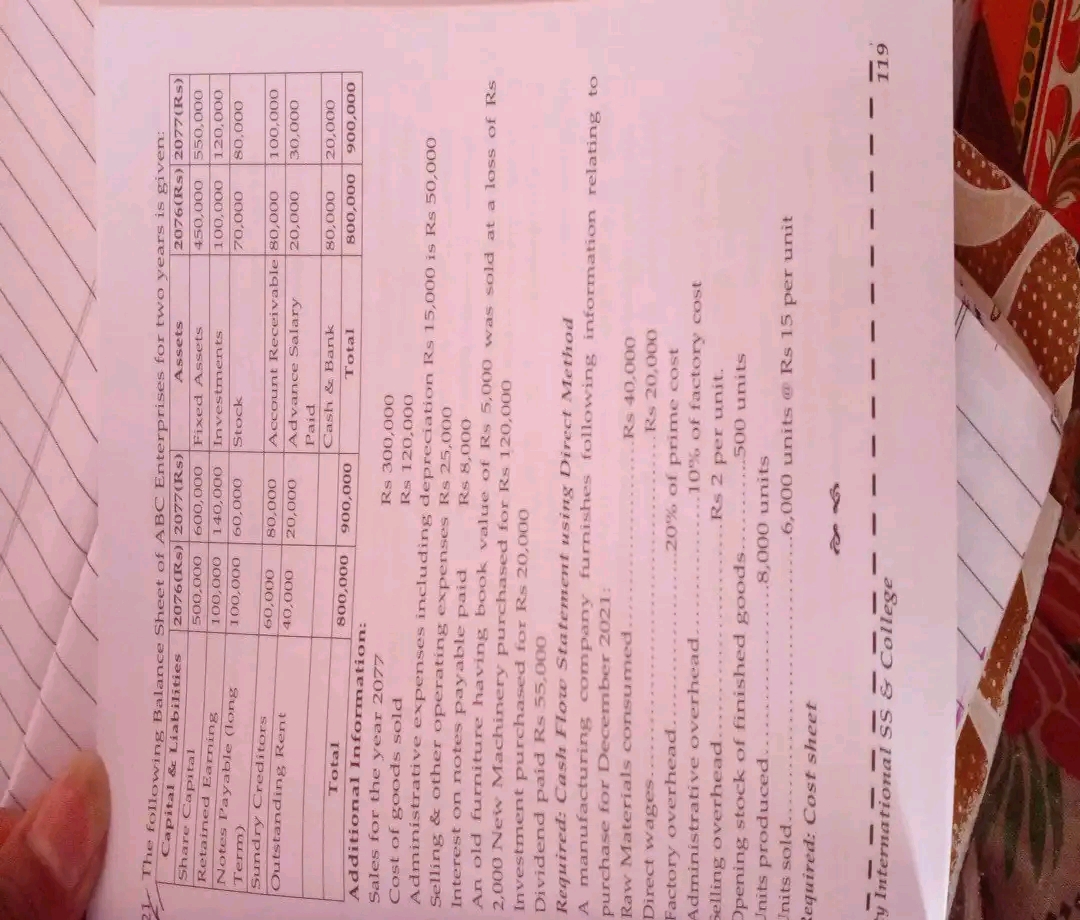 21. The following Balance Sheet of ABC Enterprises for two years is given:
Capital & Liabilities 2076(Rs) 2077(Rs) Assets 2076(Rs) 2077(Rs)
Share Capital 500,000 600,000 Fixed Assets 450,000 550,000
Retained Earning 100,000 140,000 Investments 100,000 120,000
Notes Payable (long 100,000 60,000 Stock 70,000 80,000
Term)
Sundry Creditors 60,000 80,000 Account Receivable 80,000 100,000
Outstanding Rent 40,000 20,000 Advance Salary 20,000 30,000
Paid
Cash & Bank 80,000 20,000
Total 800,000 900,000 Total 800,000 900,000
Additional Information:
Sales for the year 2077 Rs 300,000
Cost of goods sold Rs 120,000
Administrative expenses including depreciation Rs 15,000 is Rs 50,000
Selling & other operating expenses Rs 25,000
Interest on notes payable paid Rs 8,000
An old furniture having book value of Rs 5,000 was sold at a loss of Rs
2,000 New Machinery purchased for Rs 120,000
Investment purchased for Rs 20,000
Dividend paid Rs 55,000
Required: Cash Flow Statement using Direct Method
A manufacturing company furnishes following information relating to
purchase for December 2021:
Raw Materials consumed..............................Rs 40,000
Direct wages..............................................Rs 20,000
Factory overhead........................20% of prime cost
Administrative overhead....................10% of factory cost
Selling overhead..............................Rs 2 per unit.
Opening stock of finished goods..............500 units
Units produced........................8,000 units
Units sold..............................6,000 units @ Rs 15 per unit
Required: Cost sheet
y International SS & College 119